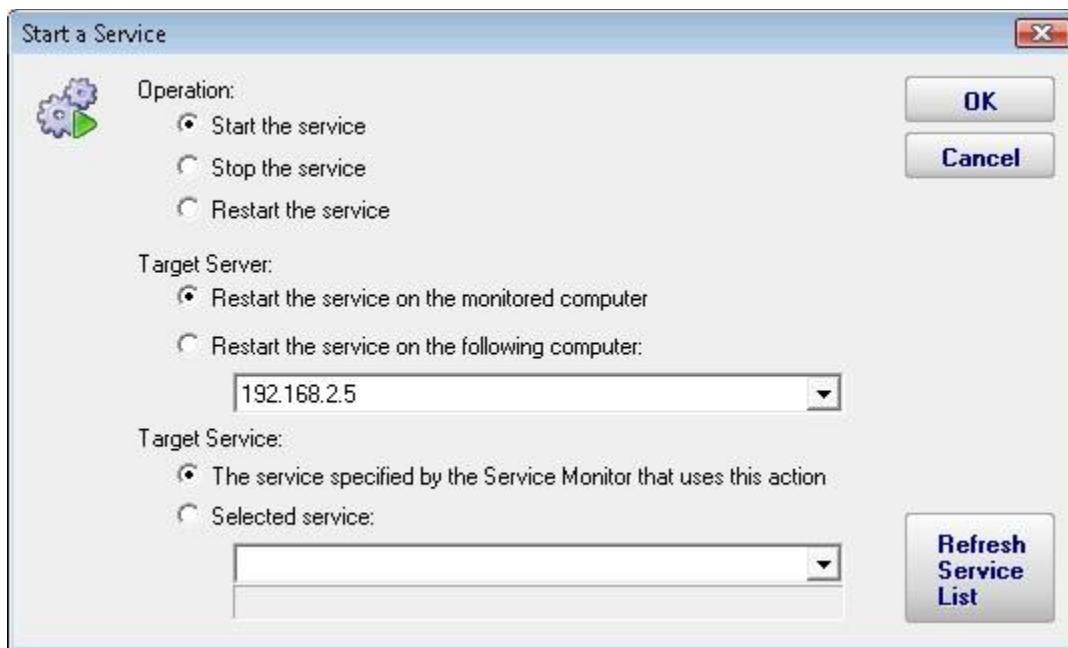 Start a Service
Operation:
Start the service
Stop the service
Restart the service
OK
Cancel
Target Server:
Restart the service on the monitored computer
Restart the service on the following computer:
192.168.2.5
Target Service:
The service specified by the Service Monitor that uses this action
Selected service:
Refresh
Service
List